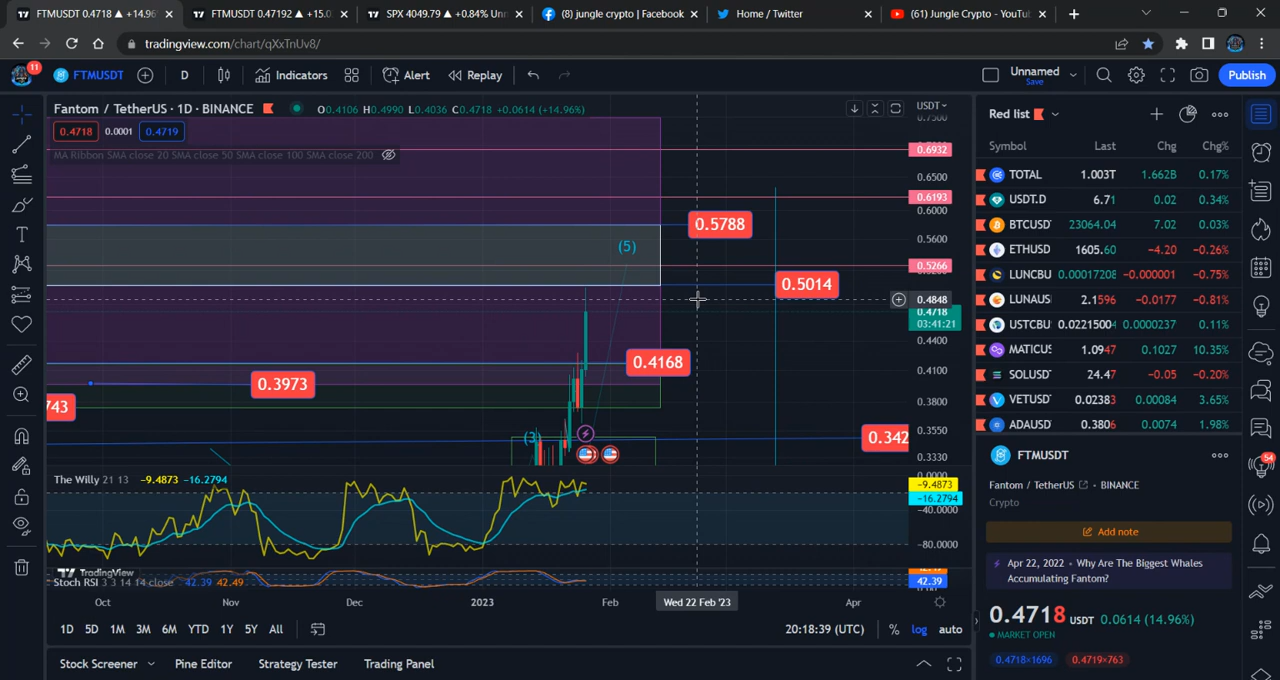 FTMUSDT 0.4718 ▲ +14.96
FTMUSDT 0.47192 ▲ +15.0
SPX 4049.79 ▲ +0.84% Unn
(8) jungle crypto | Facebook
Home / Twitter
(61) Jungle Crypto - YouTu
tradingview.com/chart/qXxTnUv8/
11
FTMUSDT
D
Indicators
Alert
Replay
Unnamed
Save
Publish
Fantom / TetherUS · 1D · BINANCE
O0.4106 H0.4990 L0.4036 C0.4718 +0.0614 (+14.96%)
USDT
0.7500
0.4718
0.0001
0.4719
MA Ribbon SMA close 20 SMA close 50 SMA close 100 SMA close 200
0.6932
0.6500
0.6193
0.6000
0.5788
0.5600
(5)
0.5266
0.5014
0.4848
0.4718
03:41:21
0.4400
0.4168
0.4100
0.3973
0.3800
743
0.3550
(3)
0.342
0.3330
The Willy 21 13 -9.4873 -16.2794
0.0000
-9.4873
-16.2794
-40.0000
-80.0000
TradingView
Stoch RSI 3 3 14 14 close 42.39 42.49
42.39
Oct
Nov
Dec
2023
Feb
Wed 22 Feb '23
Apr
1D
5D
1M
3M
6M
YTD
1Y
5Y
All
20:18:39 (UTC)
%
log
auto
Stock Screener
Pine Editor
Strategy Tester
Trading Panel
Red list
Symbol Last Chg Chg%
TOTAL 1.003T 1.662B 0.17%
USDT.D 6.71 0.02 0.34%
BTCUSD 23064.04 7.02 0.03%
ETHUSD 1605.60 -4.20 -0.26%
LUNCBU 0.00017208 -0.000001 -0.75%
LUNAUS 2.1596 -0.0177 -0.81%
USTCBU 0.0221500 0.0000237 0.11%
MATICUS 1.0947 0.1027 10.35%
SOLUSD 24.47 -0.05 -0.20%
VETUSD 0.02383 0.00084 3.65%
ADAUSD 0.3806 0.0074 1.98%
FTMUSDT
Fantom / TetherUS
BINANCE
Crypto
Add note
Apr 22, 2022 • Why Are The Biggest Whales
Accumulating Fantom?
0.4718 USDT 0.0614 (14.96%)
MARKET OPEN
0.4718×1696
0.4719×763
54